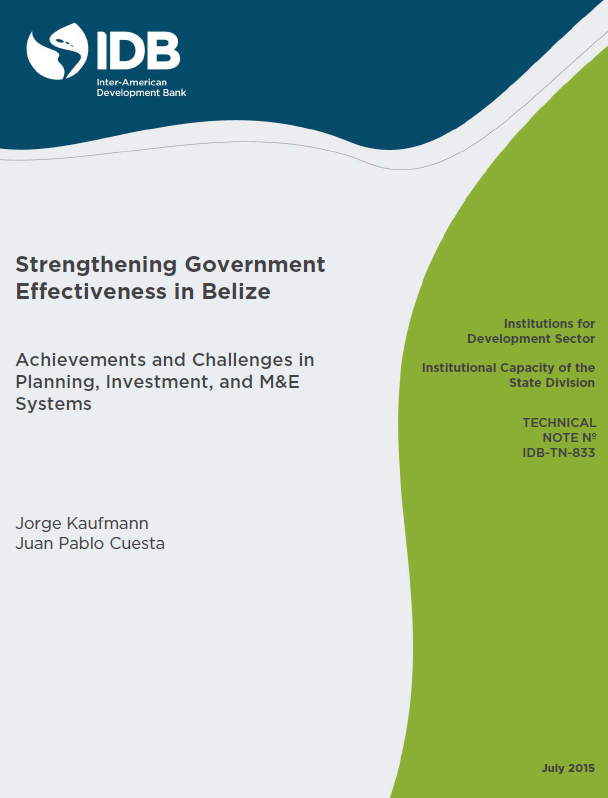 IDB
Inter-American
Development Bank
Strengthening Government
Effectiveness in Belize
Achievements and Challenges in
Planning, Investment, and M&E
Systems
Jorge Kaufmann
Juan Pablo Cuesta
Institutions for
Development Sector
Institutional Capacity of the
State Division
TECHNICAL
NOTE Nº
IDB-TN-833
July 2015